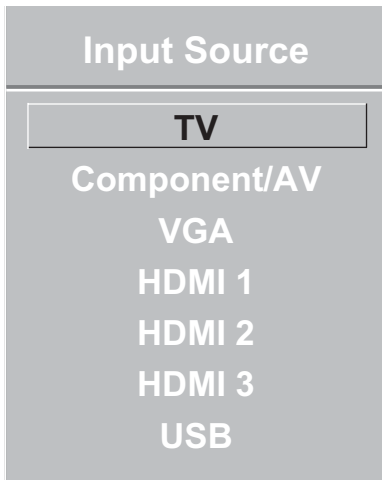 Input Source
TV
Component/AV
VGA
HDMI 1
HDMI 2
HDMI 3
USB